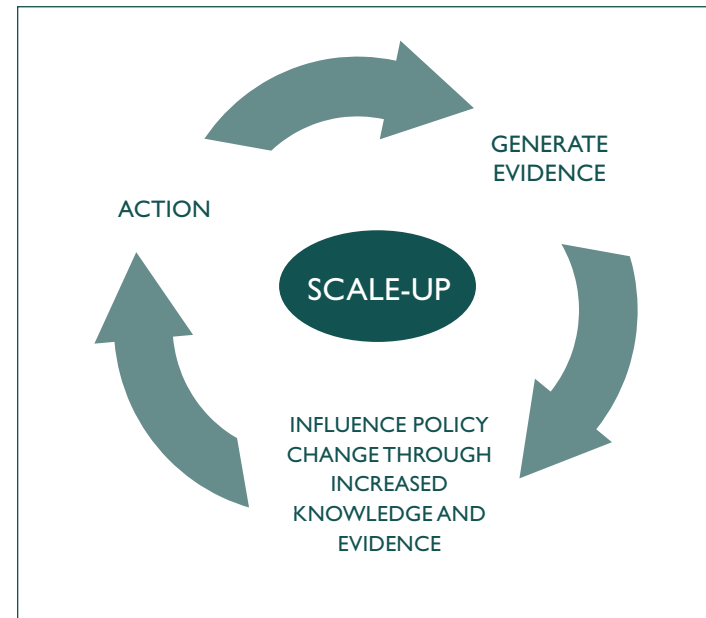 GENERATE
EVIDENCE
ACTION
SCALE-UP
INFLUENCE POLICY
CHANGE THROUGH
INCREASED
KNOWLEDGE AND
EVIDENCE